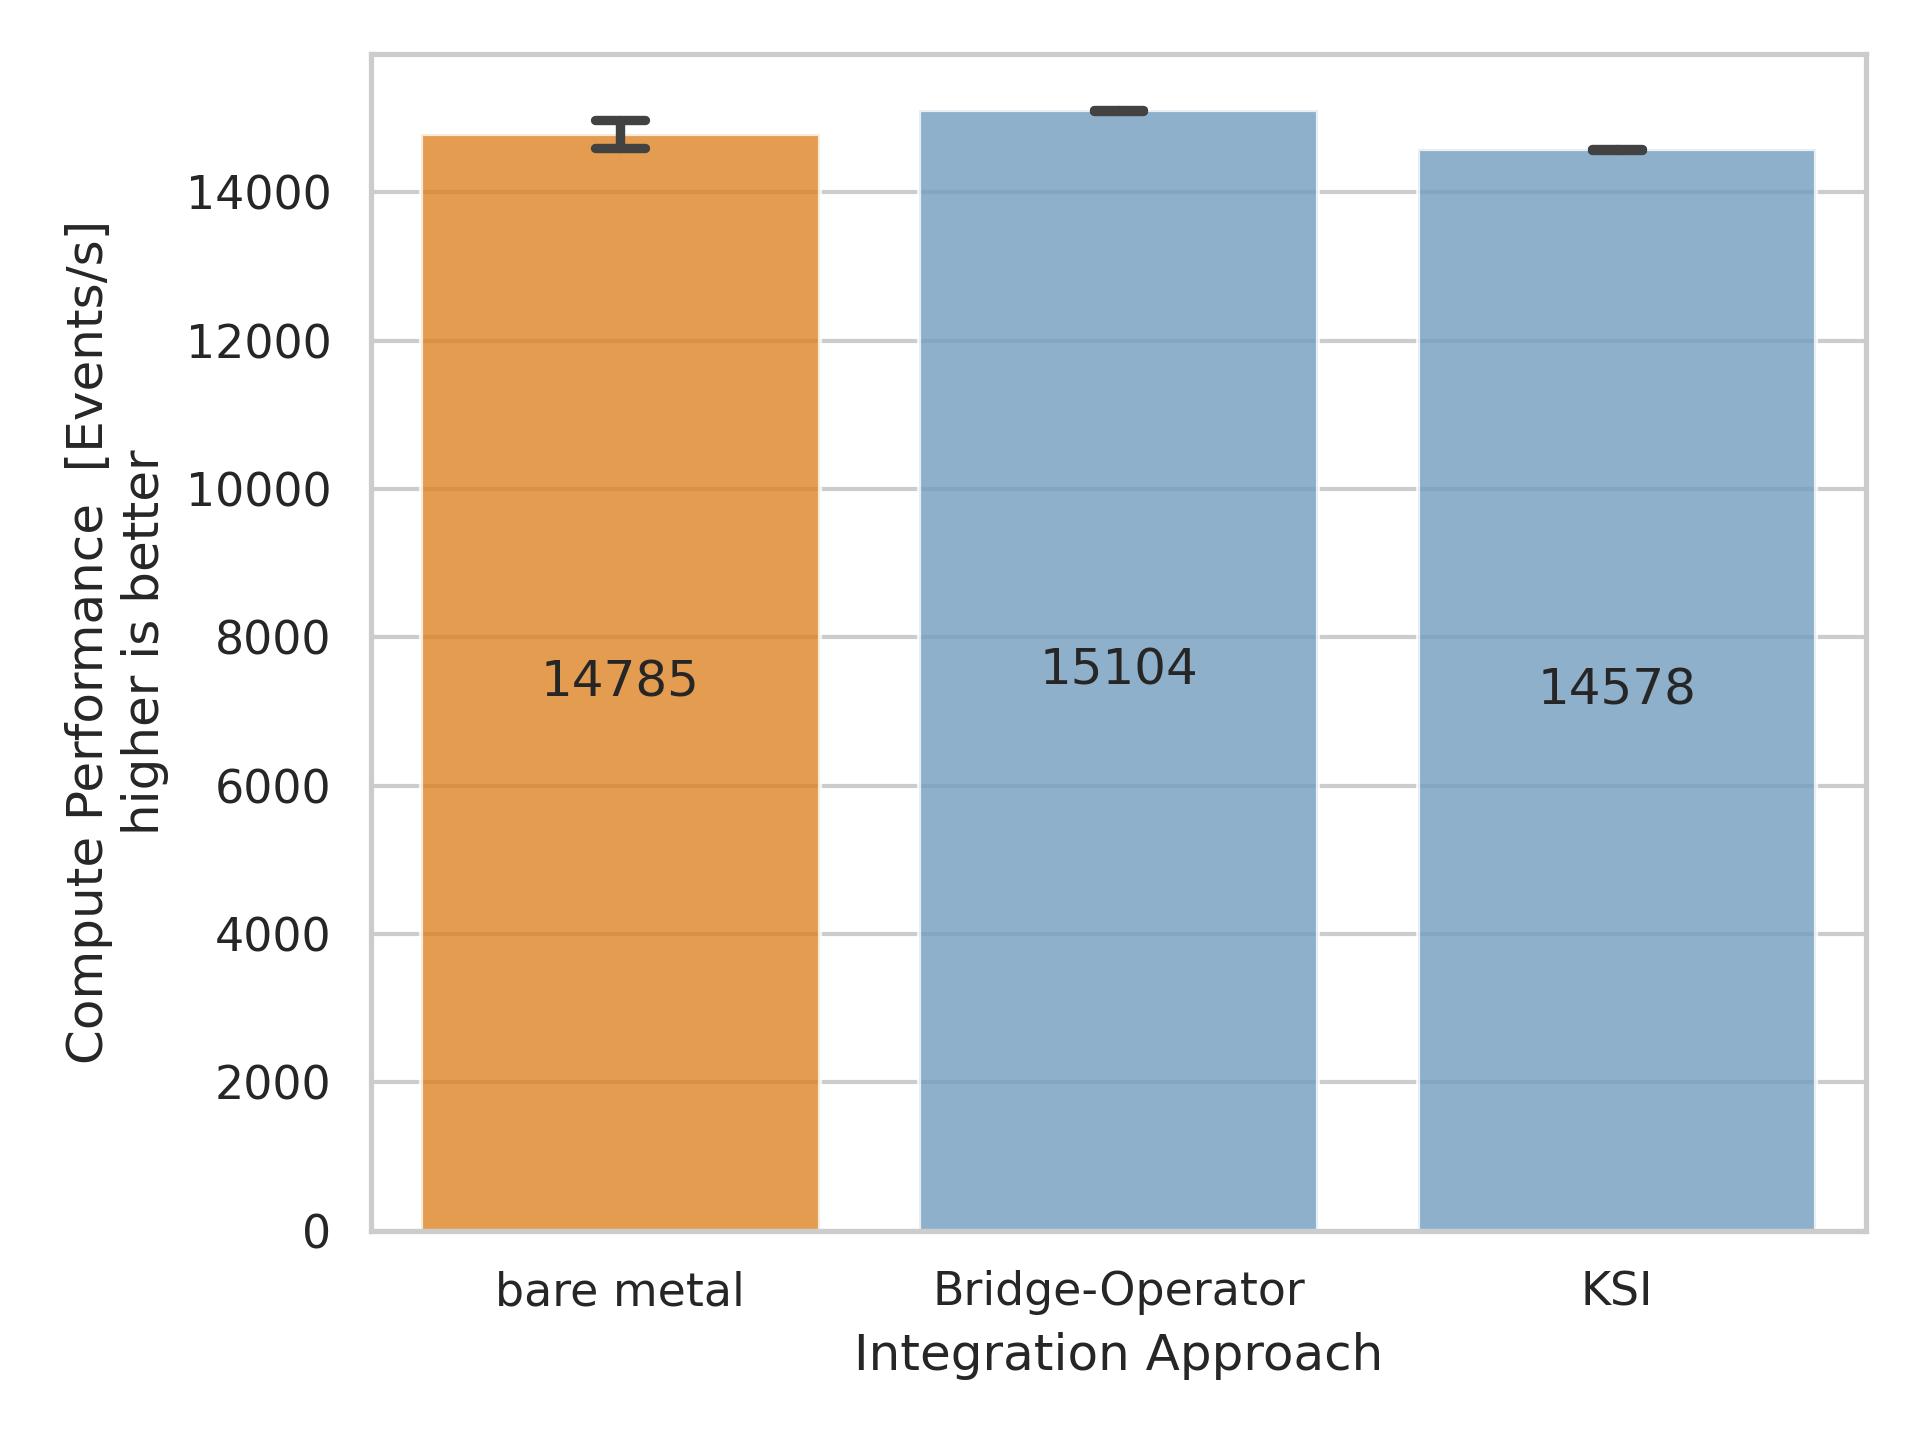 Compute Performance  [Events/s]
higher is better
14000
12000
10000
8000
6000
4000
2000
0
14785
15104
14578
bare metal
Bridge-Operator
KSI
Integration Approach